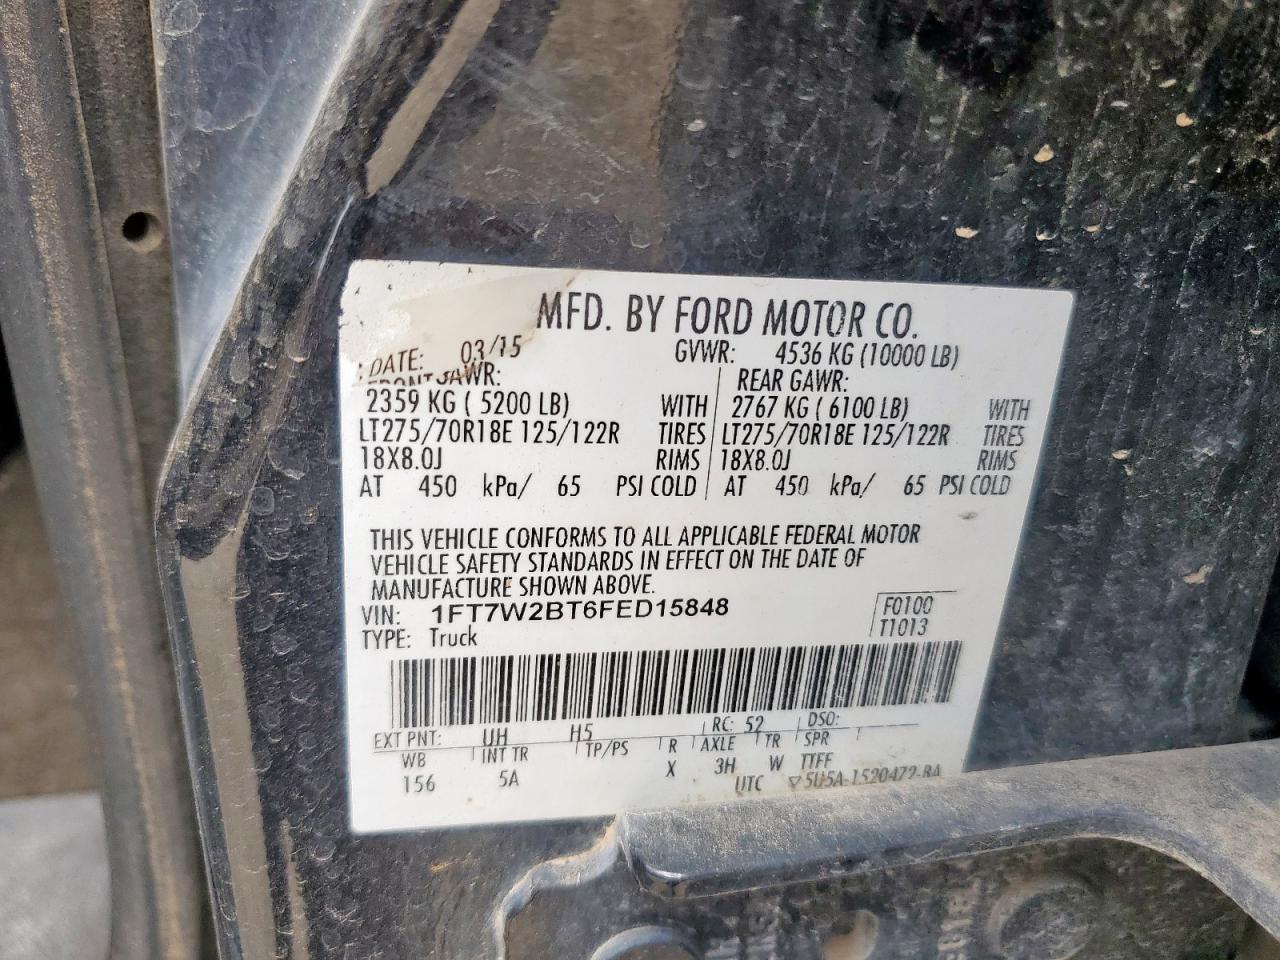 MFD. BY FORD MOTOR CO.
DATE: 03/15 GVWR: 4536 KG (10000 LB)
FRONT GAWR: REAR GAWR:
2359 KG ( 5200 LB) WITH 2767 KG ( 6100 LB) WITH
LT275/70R18E 125/122R TIRES LT275/70R18E 125/122R TIRES
18X8.0J RIMS 18X8.0J RIMS
AT 450 kPa/ 65 PSI COLD AT 450 kPa/ 65 PSI COLD
THIS VEHICLE CONFORMS TO ALL APPLICABLE FEDERAL MOTOR
VEHICLE SAFETY STANDARDS IN EFFECT ON THE DATE OF
MANUFACTURE SHOWN ABOVE.
VIN: 1FT7W2BT6FED15848 F0100
TYPE: Truck T1013
EXT PNT: UH H5 RC: 52 DSO:
WB INT TR TP/PS R AXLE TR SPR
156 5A X 3H W TTFF
UTC ▽5U5A-1520472-BA